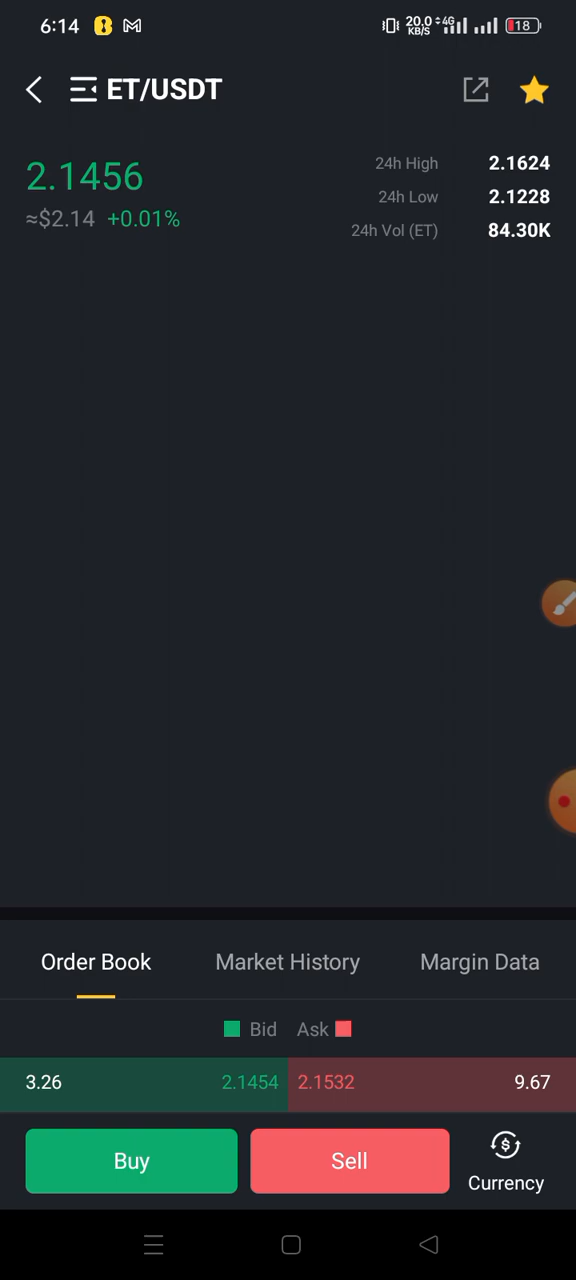 6:14 20.0 KB/S 4G 18
ET/USDT
2.1456
≈$2.14 +0.01%
24h High 2.1624
24h Low 2.1228
24h Vol (ET) 84.30K
Order Book Market History Margin Data
Bid Ask
3.26 2.1454 2.1532 9.67
Buy Sell Currency